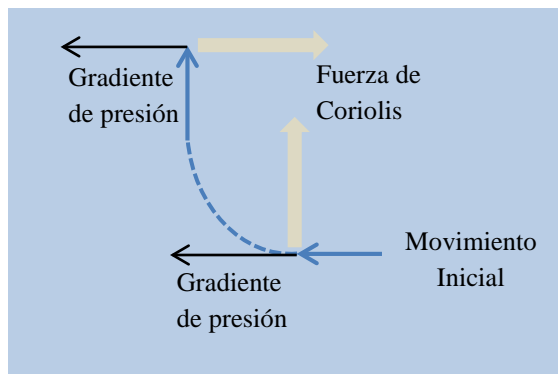 Gradiente
de presión
Fuerza de
Coriolis
Movimiento
Inicial
Gradiente
de presión